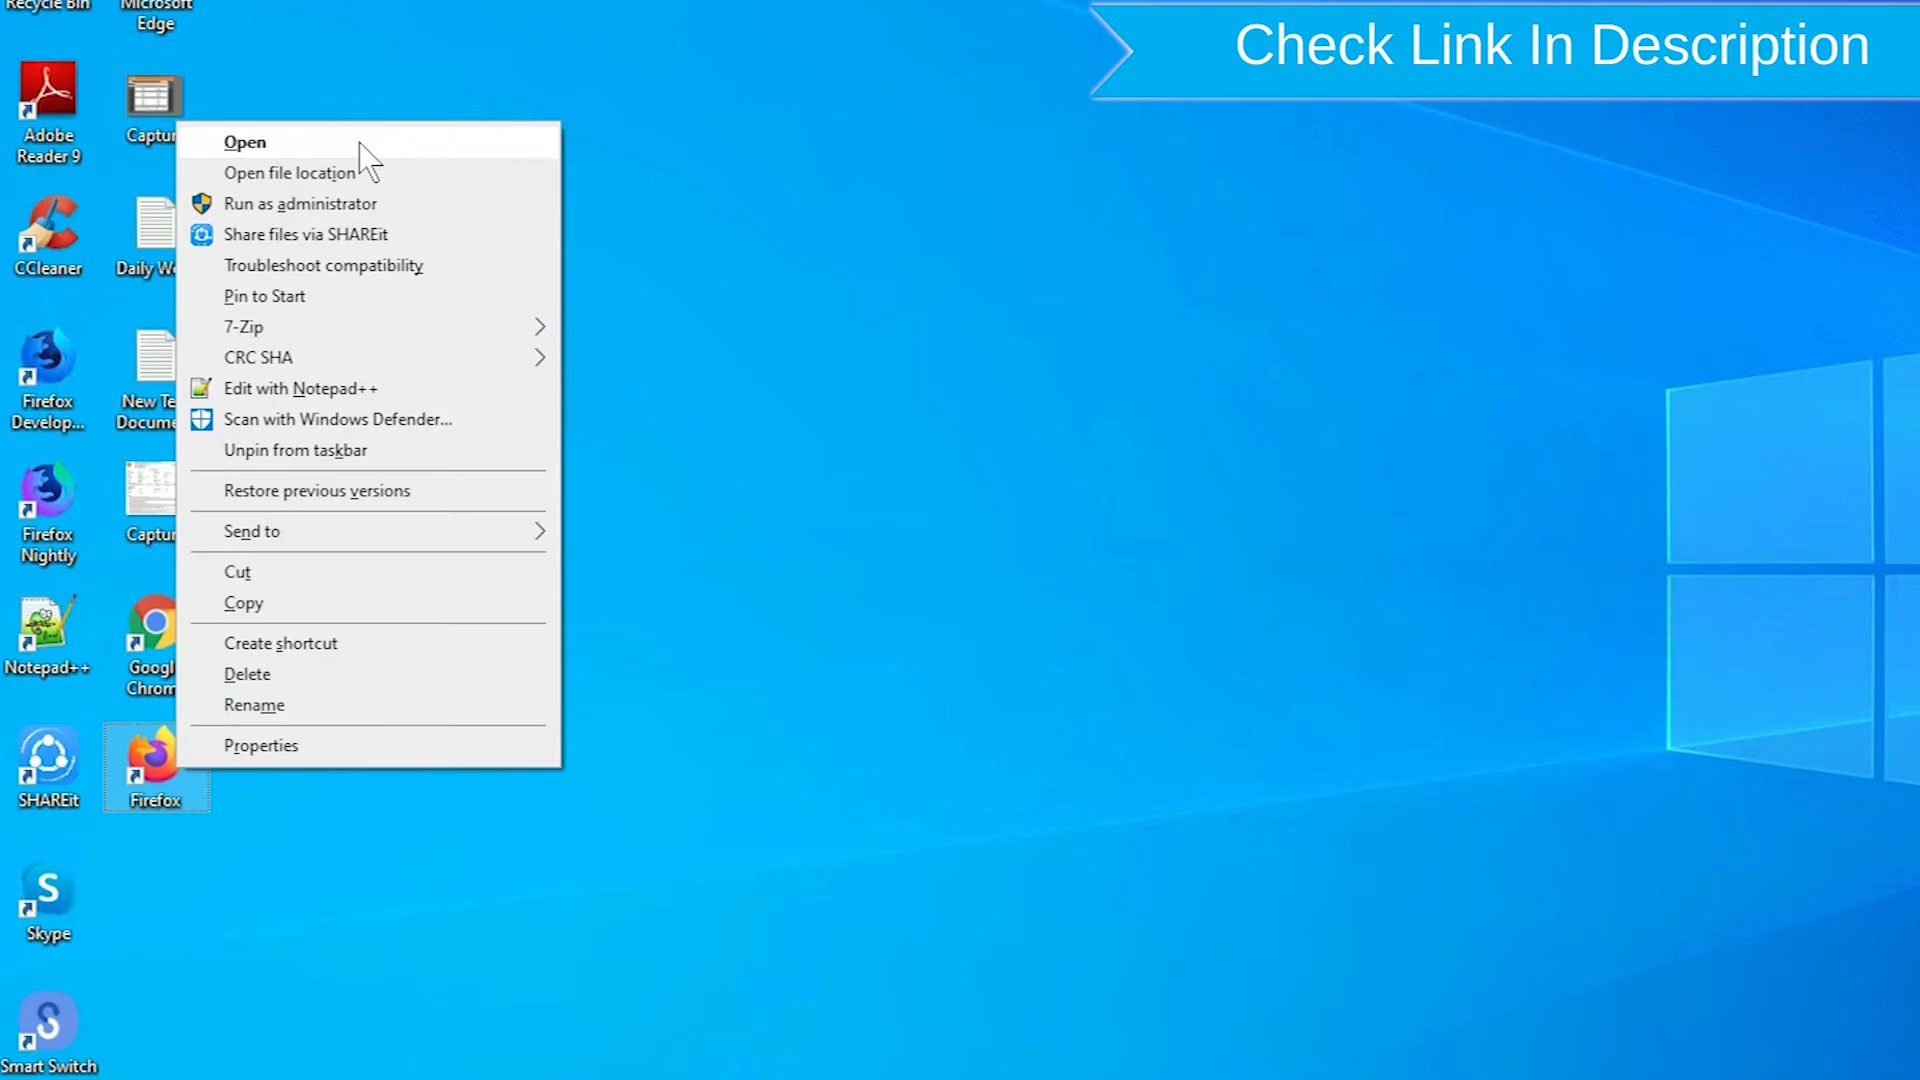 Recycle Bin
Microsoft
Edge
Check Link In Description
Adobe
Reader 9
Captur
CCleaner
Daily Wo
Firefox
Develop...
New Te
Docume
Firefox
Nightly
Captur
Notepad++
Googl
Chrom
SHAREit
Firefox
Skype
Smart Switch
Open
Open file location
Run as administrator
Share files via SHAREit
Troubleshoot compatibility
Pin to Start
7-Zip
CRC SHA
Edit with Notepad++
Scan with Windows Defender...
Unpin from taskbar
Restore previous versions
Send to
Cut
Copy
Create shortcut
Delete
Rename
Properties